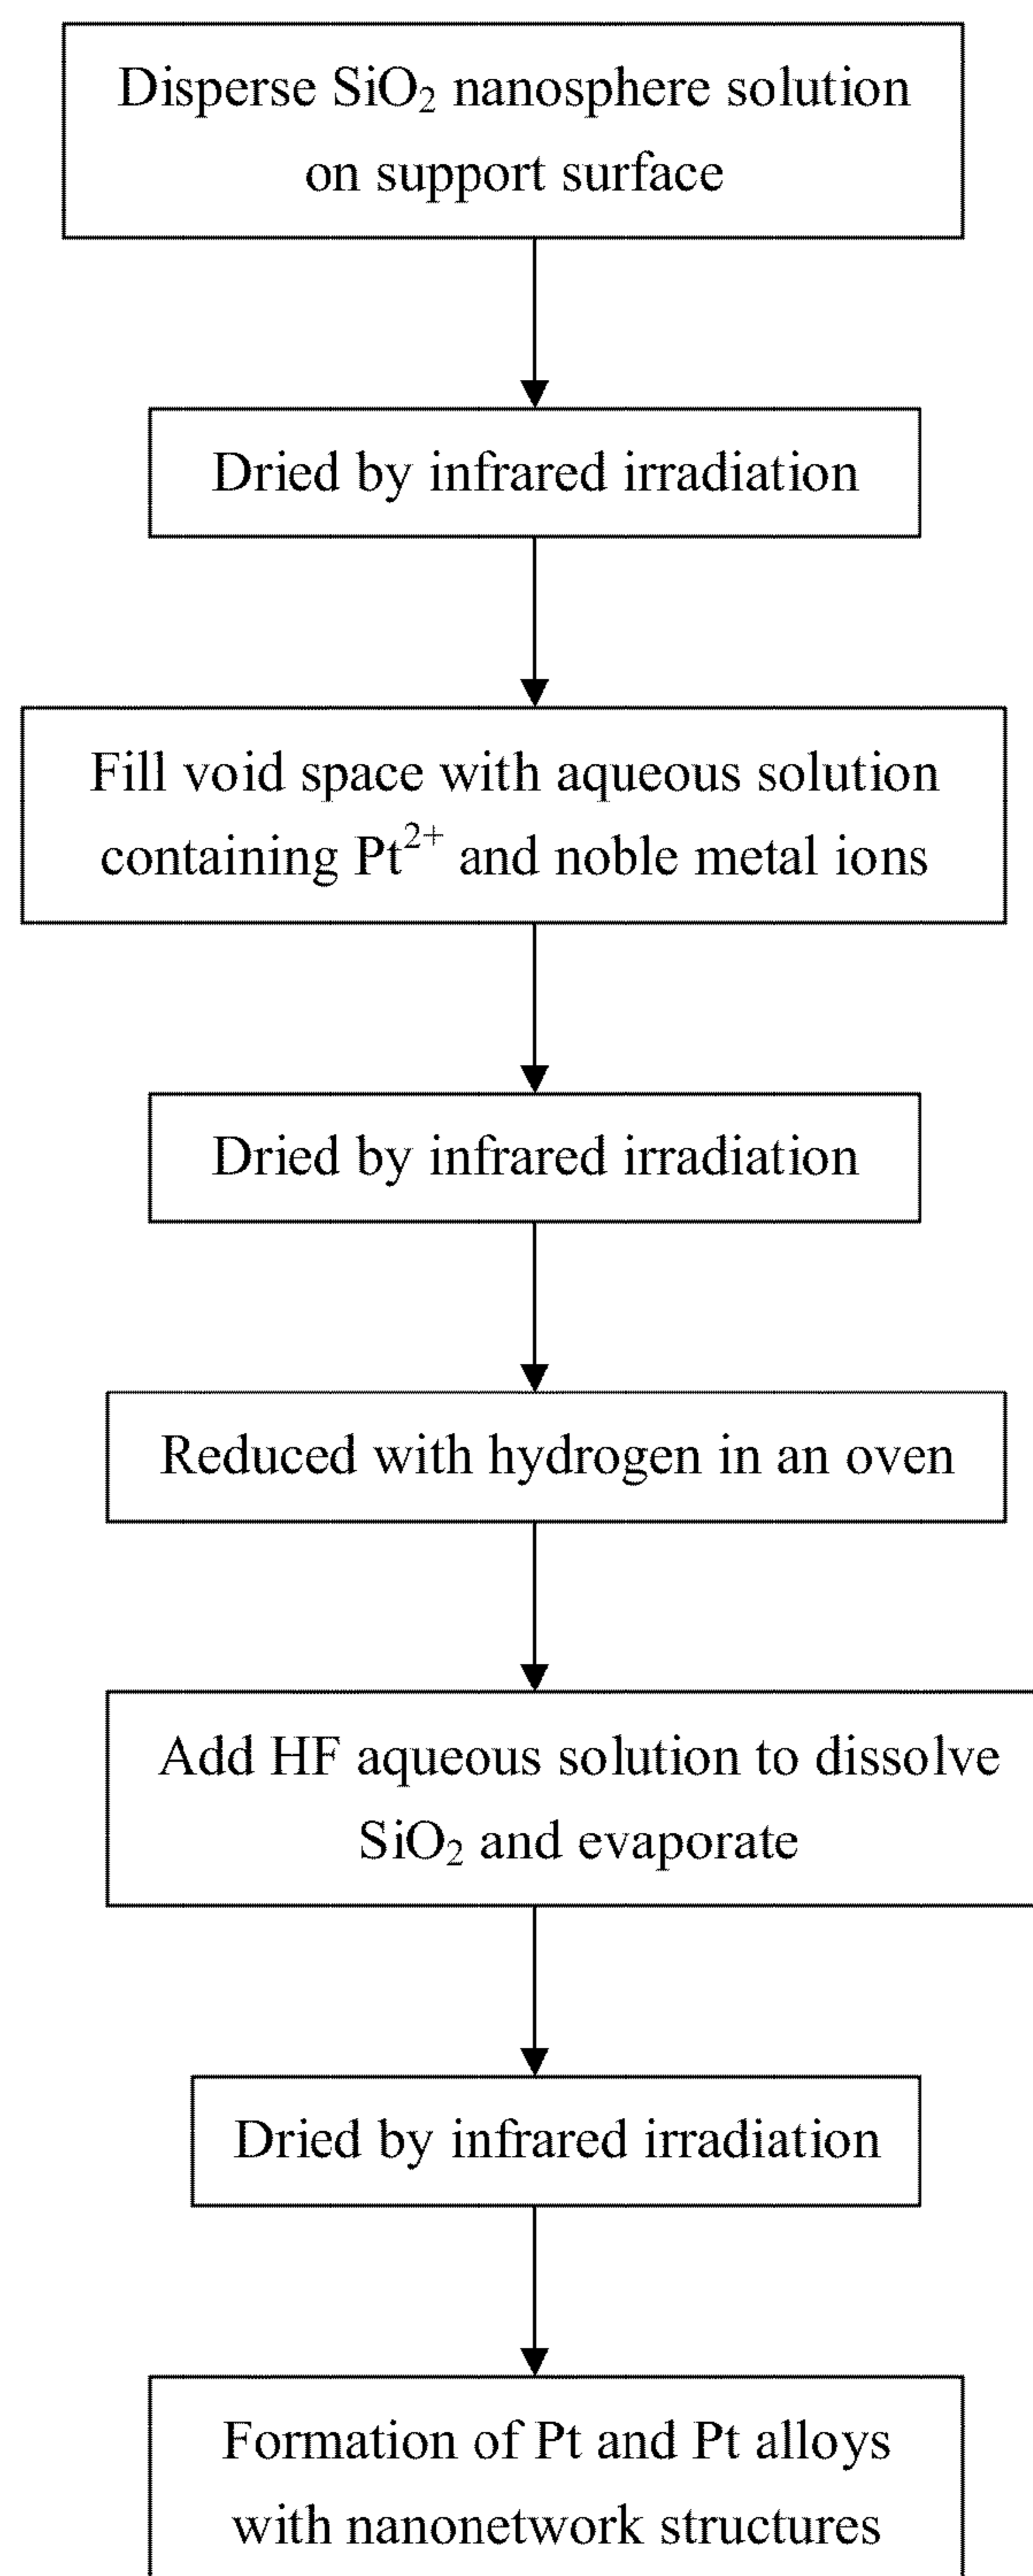 Disperse SiO₂ nanosphere solution
on support surface
Dried by infrared irradiation
Fill void space with aqueous solution
containing Pt²⁺ and noble metal ions
Dried by infrared irradiation
Reduced with hydrogen in an oven
Add HF aqueous solution to dissolve
SiO₂ and evaporate
Dried by infrared irradiation
Formation of Pt and Pt alloys
with nanonetwork structures